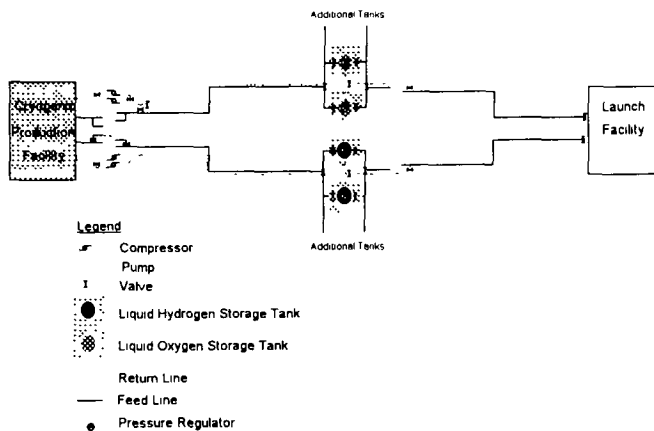 Additional Tanks
Cryogenic
Production
Facility
Launch
Facility
Additional Tanks
Legend
Compressor
Pump
Valve
Liquid Hydrogen Storage Tank
Liquid Oxygen Storage Tank
Return Line
Feed Line
Pressure Regulator